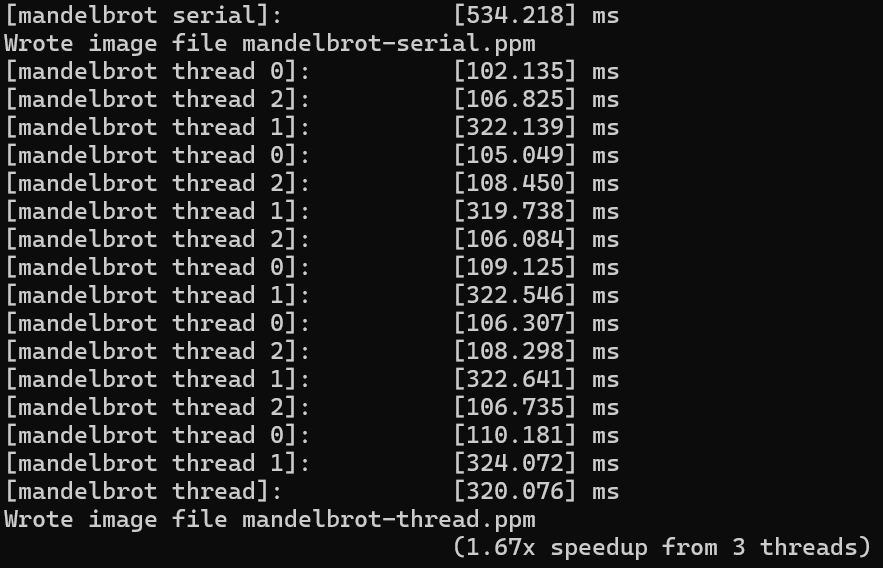 [mandelbrot serial]:          [534.218] ms
Wrote image file mandelbrot-serial.ppm
[mandelbrot thread 0]:          [102.135] ms
[mandelbrot thread 2]:          [106.825] ms
[mandelbrot thread 1]:          [322.139] ms
[mandelbrot thread 0]:          [105.049] ms
[mandelbrot thread 2]:          [108.450] ms
[mandelbrot thread 1]:          [319.738] ms
[mandelbrot thread 2]:          [106.084] ms
[mandelbrot thread 0]:          [109.125] ms
[mandelbrot thread 1]:          [322.546] ms
[mandelbrot thread 0]:          [106.307] ms
[mandelbrot thread 2]:          [108.298] ms
[mandelbrot thread 1]:          [322.641] ms
[mandelbrot thread 2]:          [106.735] ms
[mandelbrot thread 0]:          [110.181] ms
[mandelbrot thread 1]:          [324.072] ms
[mandelbrot thread]:            [320.076] ms
Wrote image file mandelbrot-thread.ppm
                                (1.67x speedup from 3 threads)